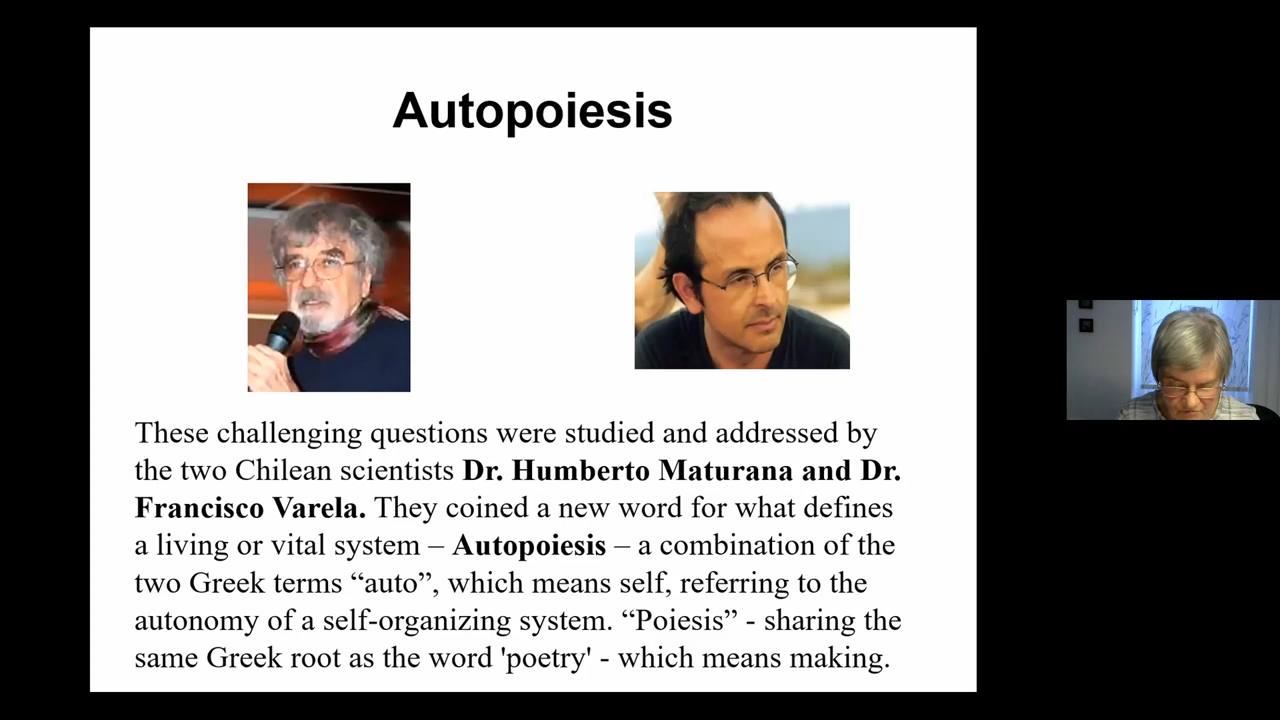 Autopoiesis
These challenging questions were studied and addressed by
the two Chilean scientists Dr. Humberto Maturana and Dr.
Francisco Varela. They coined a new word for what defines
a living or vital system – Autopoiesis – a combination of the
two Greek terms “auto”, which means self, referring to the
autonomy of a self-organizing system. “Poiesis” - sharing the
same Greek root as the word 'poetry' - which means making.